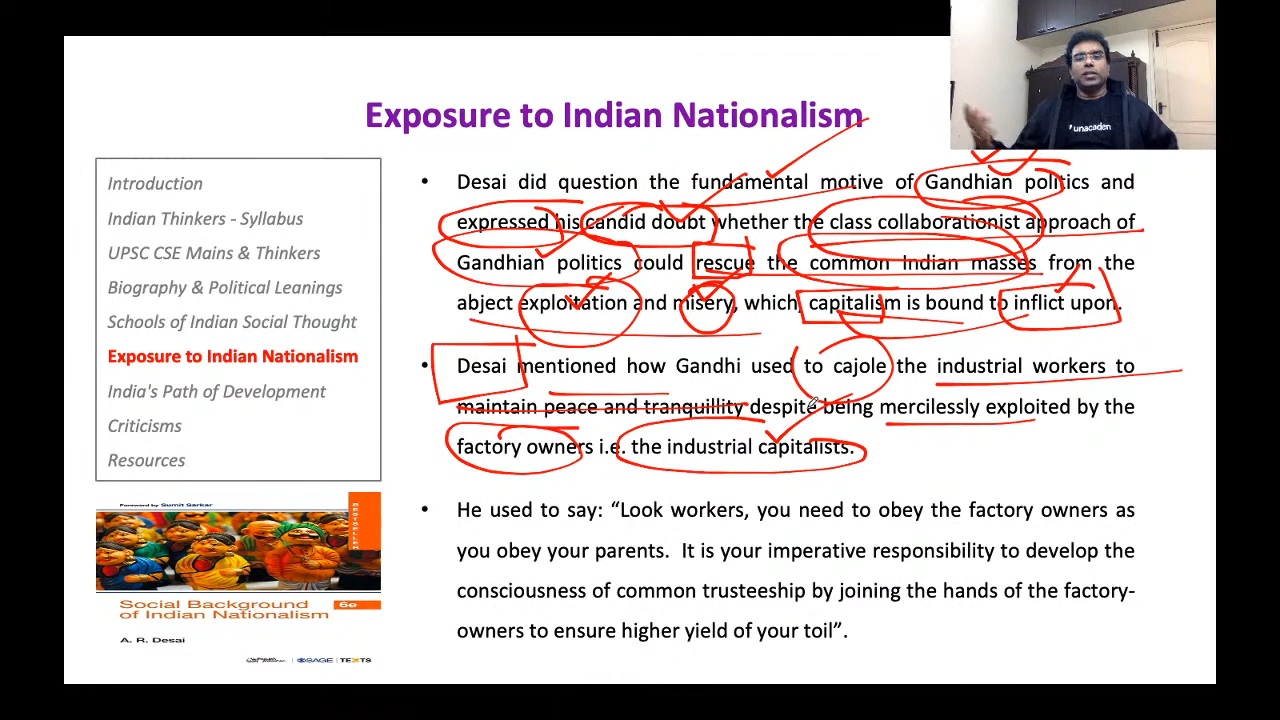 unacaden
Exposure to Indian Nationalism
Introduction
Indian Thinkers - Syllabus
UPSC CSE Mains & Thinkers
Biography & Political Leanings
Schools of Indian Social Thought
Exposure to Indian Nationalism
India's Path of Development
Criticisms
Resources
Foreword by Sumit Sarkar
6e
Social Background
of Indian Nationalism
A. R. Desai
SAGE | TEXTS
• Desai did question the fundamental motive of Gandhian politics and
expressed his candid doubt whether the class collaborationist approach of
Gandhian politics could rescue the common Indian masses from the
abject exploitation and misery, which, capitalism is bound to inflict upon.
• Desai mentioned how Gandhi used to cajole the industrial workers to
maintain peace and tranquillity despite being mercilessly exploited by the
factory owners i.e. the industrial capitalists.
• He used to say: “Look workers, you need to obey the factory owners as
you obey your parents. It is your imperative responsibility to develop the
consciousness of common trusteeship by joining the hands of the factory-
owners to ensure higher yield of your toil”.